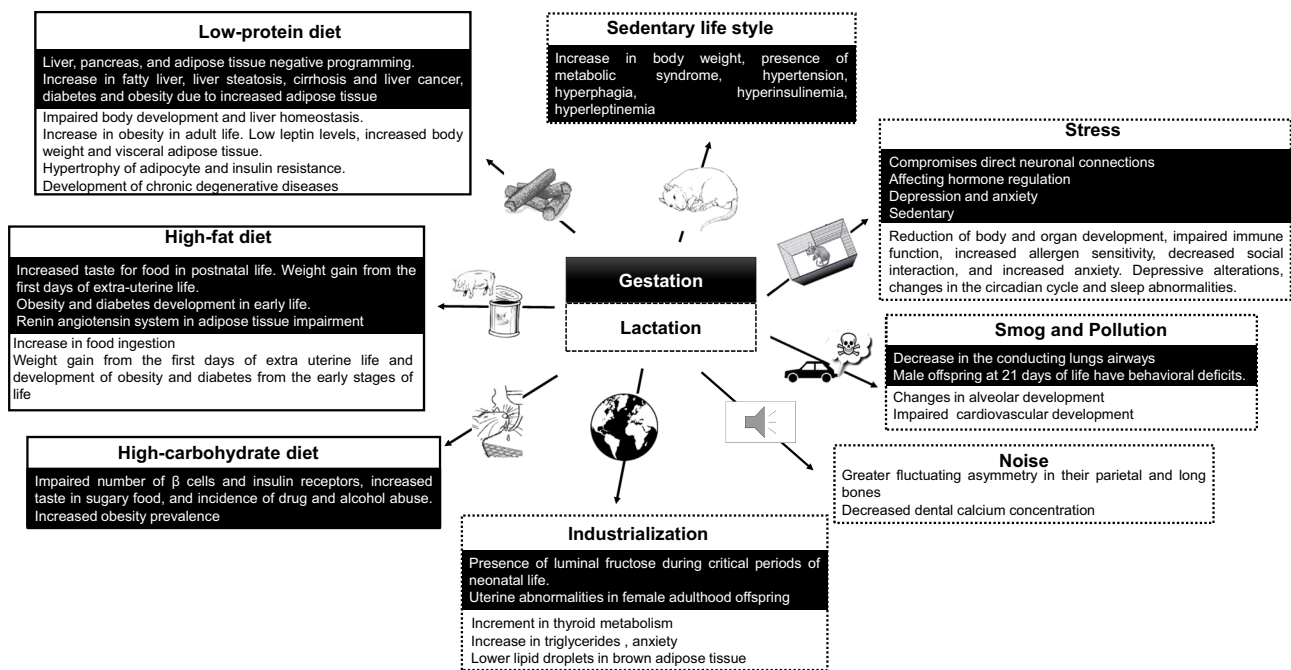 Low-protein diet
Liver, pancreas, and adipose tissue negative programming.
Increase in fatty liver, liver steatosis, cirrhosis and liver cancer,
diabetes and obesity due to increased adipose tissue
Impaired body development and liver homeostasis.
Increase in obesity in adult life. Low leptin levels, increased body
weight and visceral adipose tissue.
Hypertrophy of adipocyte and insulin resistance.
Development of chronic degenerative diseases
Sedentary life style
Increase in body weight, presence of
metabolic syndrome, hypertension,
hyperphagia, hyperinsulinemia,
hyperleptinemia
Stress
Compromises direct neuronal connections
Affecting hormone regulation
Depression and anxiety
Sedentary
Reduction of body and organ development, impaired immune
function, increased allergen sensitivity, decreased social
interaction, and increased anxiety. Depressive alterations,
changes in the circadian cycle and sleep abnormalities.
High-fat diet
Increased taste for food in postnatal life. Weight gain from the
first days of extra-uterine life.
Obesity and diabetes development in early life.
Renin angiotensin system in adipose tissue impairment
Increase in food ingestion
Weight gain from the first days of extra uterine life and
development of obesity and diabetes from the early stages of
life
Gestation
Lactation
Smog and Pollution
Decrease in the conducting lungs airways
Male offspring at 21 days of life have behavioral deficits.
Changes in alveolar development
Impaired cardiovascular development
High-carbohydrate diet
Impaired number of β cells and insulin receptors, increased
taste in sugary food, and incidence of drug and alcohol abuse.
Increased obesity prevalence
Noise
Greater fluctuating asymmetry in their parietal and long
bones
Decreased dental calcium concentration
Industrialization
Presence of luminal fructose during critical periods of
neonatal life.
Uterine abnormalities in female adulthood offspring
Increment in thyroid metabolism
Increase in triglycerides , anxiety
Lower lipid droplets in brown adipose tissue